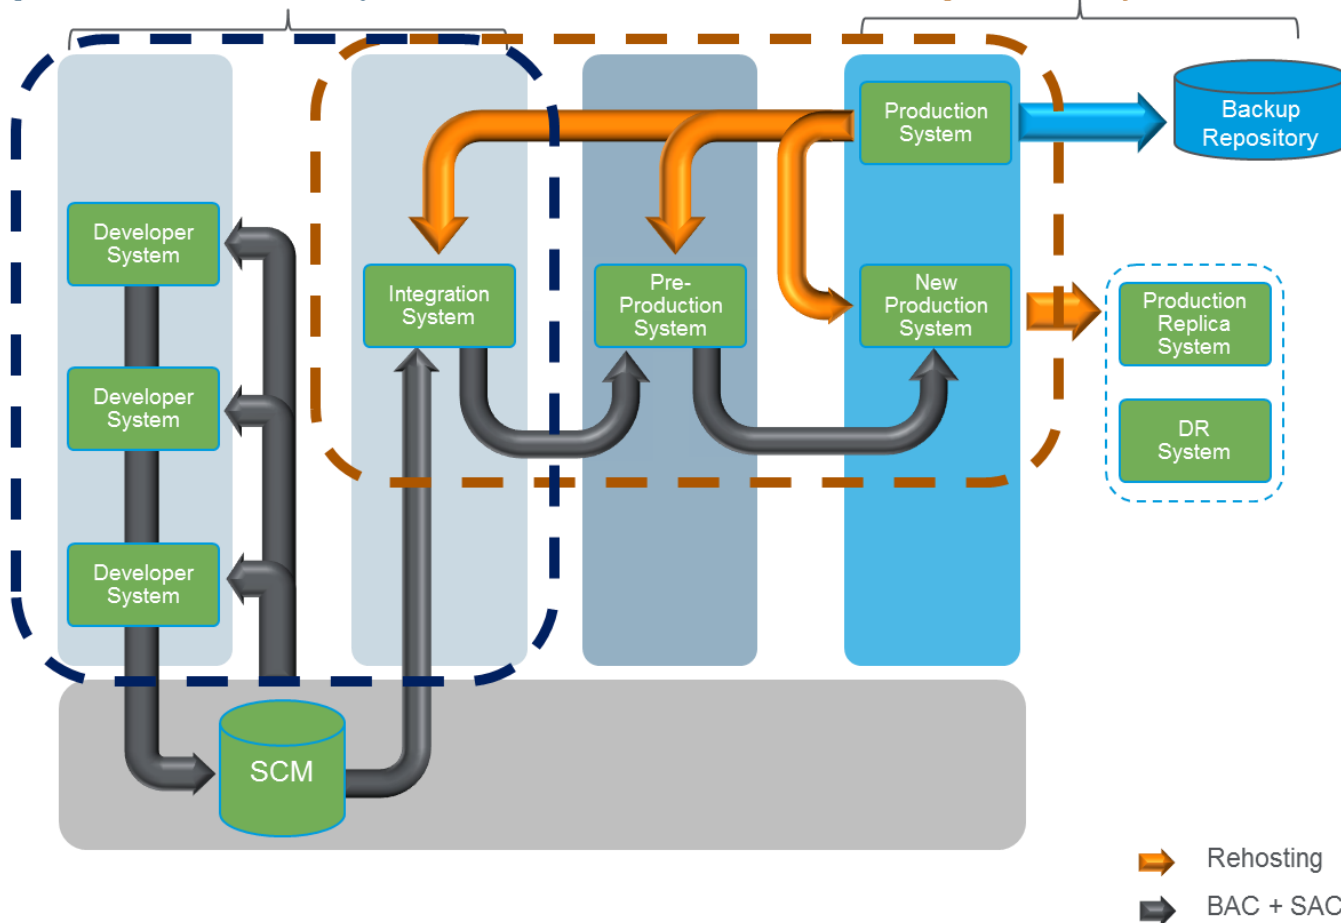 Production
System
Backup
Repository
Developer
System
Integration
System
Pre-
Production
System
New
Production
System
Production
Replica
System
Developer
System
DR
System
Developer
System
SCM
Rehosting
BAC + SAC